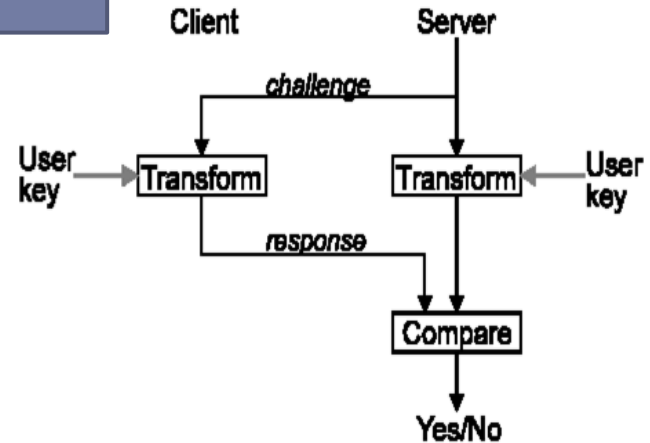 Client
Server
challenge
User
key
Transform
Transform
User
key
response
Compare
Yes/No